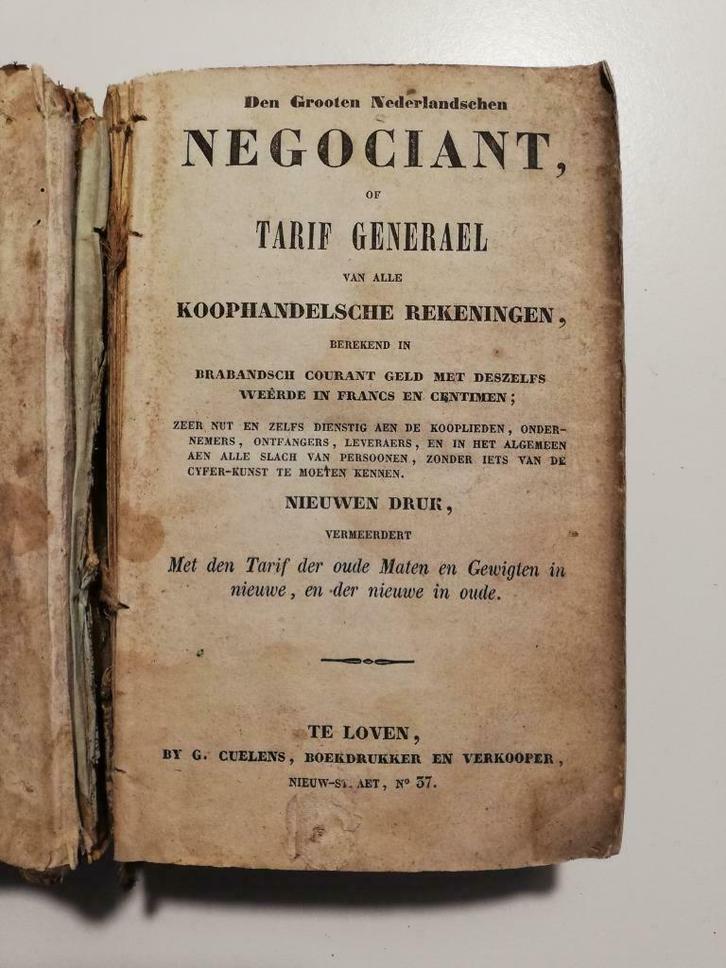 Den Grooten Nederlandschen
NEGOCIANT,
OF
TARIF GENERAEL
VAN ALLE
KOOPHANDELSCHE REKENINGEN,
BEREKEND IN
BRABANDSCH COURANT GELD MET DESZELFS
WEÊRDE IN FRANCS EN CENTIMEN;
ZEER NUT EN ZELFS DIENSTIG AEN DE KOOPLIEDEN, ONDER-
NEMERS, ONTFANGERS, LEVERAERS, EN IN HET ALGEMEEN
AEN ALLE SLACH VAN PERSOONEN, ZONDER IETS VAN DE
CYFER-KUNST TE MOETEN KENNEN.
NIEUWEN DRUK,
VERMEERDERT
Met den Tarif der oude Maten en Gewigten in
nieuwe, en der nieuwe in oude.
TE LOVEN,
BY G. CUELENS, BOEKDRUKKER EN VERKOOPER,
Nº 37.